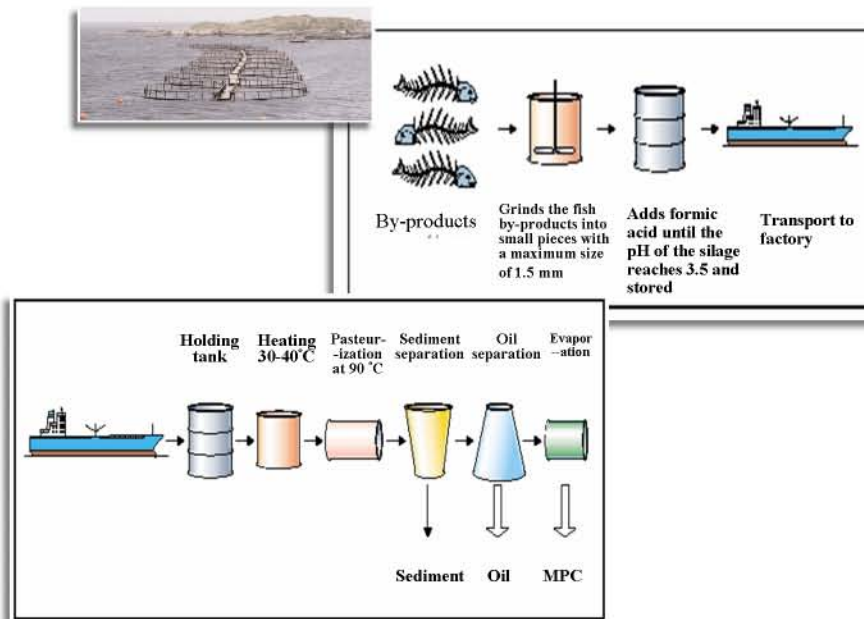 By-products
Grinds the fish
by-products into
small pieces with
a maximum size
of 1.5 mm
Adds formic
acid until the
pH of the silage
reaches 3.5 and
stored
Transport to
factory
Holding
tank
Heating
30-40°C
Pasteur-
-ization
at 90 °C
Sediment
separation
Oil
separation
Evapor
-ation
Sediment
Oil
MPC